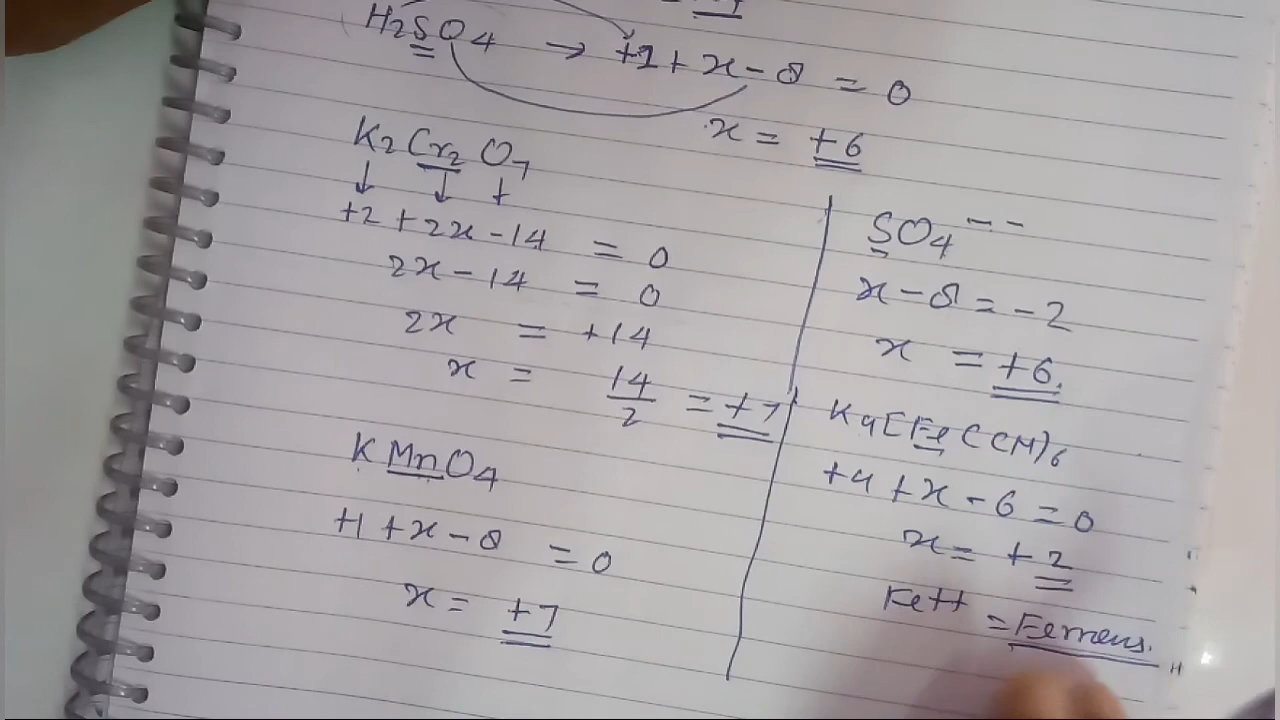 H2SO4 → +2 + x - 8 = 0
x = +6
K2Cr2O7
↓ ↓ ↓
+2 + 2x - 14 = 0
2x - 14 = 0
2x = +14
x = 14/2 = +7
KMnO4
+1 + x - 8 = 0
x = +7
SO4 - -
x - 8 = -2
x = +6.
K4[Fe(CN)6
+4 + x - 6 = 0
x = +2
Fe++ = Ferrous.